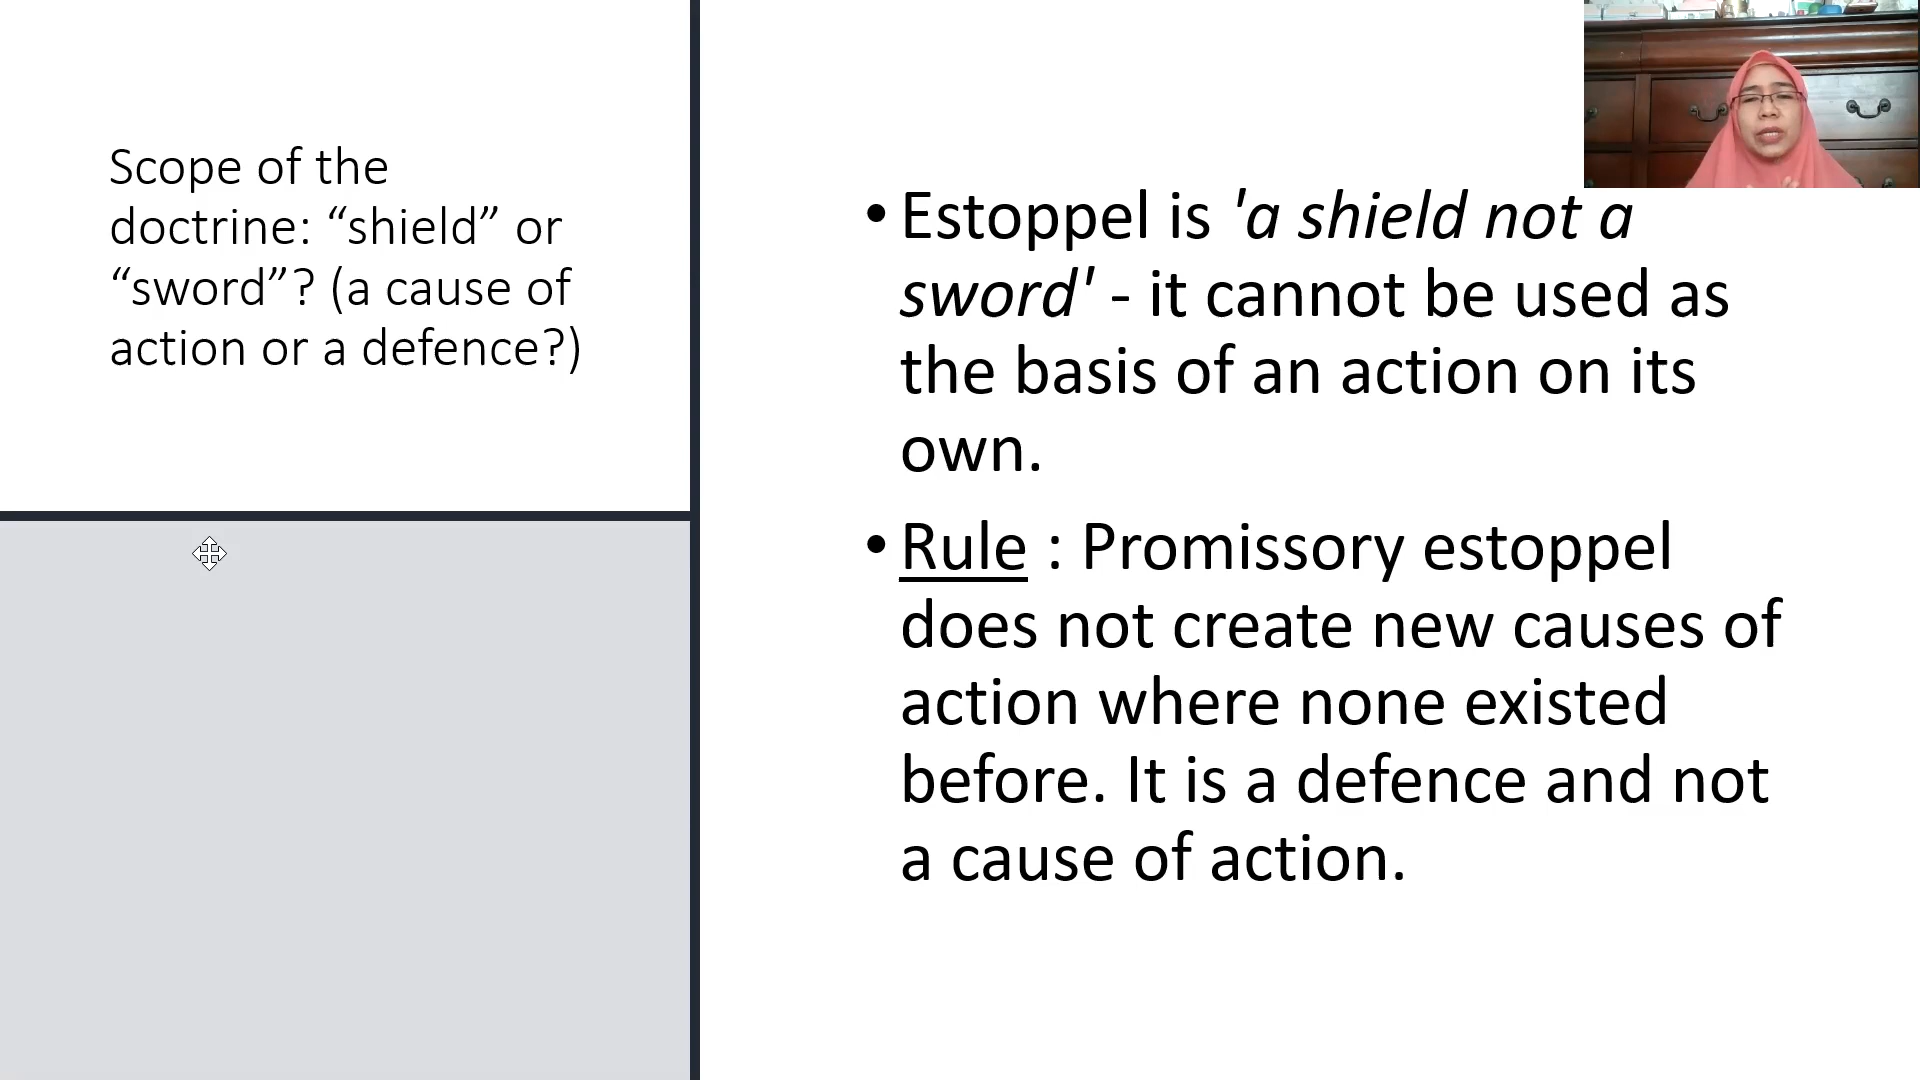 Scope of the
doctrine: “shield” or
“sword”? (a cause of
action or a defence?)
• Estoppel is 'a shield not a
sword' - it cannot be used as
the basis of an action on its
own.
• Rule : Promissory estoppel
does not create new causes of
action where none existed
before. It is a defence and not
a cause of action.